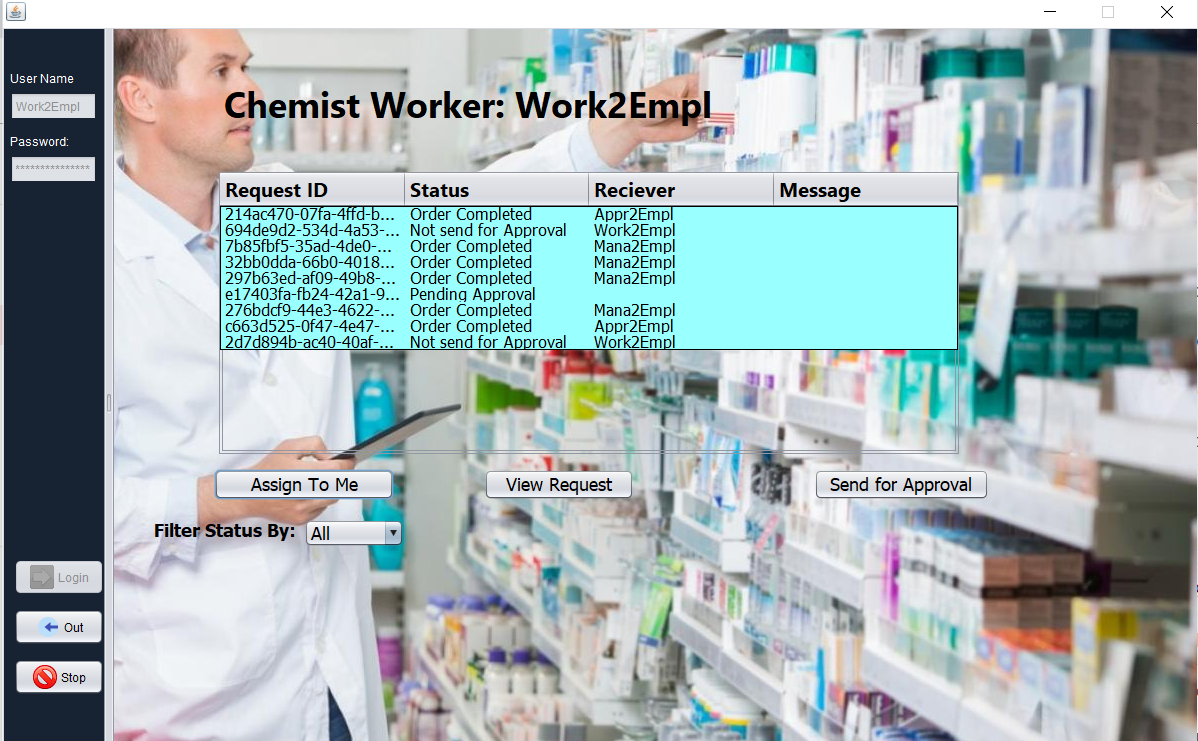 User Name
Work2Empl
Password:
***************
Login
Out
Stop
Chemist Worker: Work2Empl
Request ID Status Reciever Message
214ac470-07fa-4ffd-b... Order Completed Appr2Empl
694de9d2-534d-4a53-... Not send for Approval Work2Empl
7b85fbf5-35ad-4de0-... Order Completed Mana2Empl
32bb0dda-66b0-4018... Order Completed Mana2Empl
297b63ed-af09-49b8-... Order Completed Mana2Empl
e17403fa-fb24-42a1-9... Pending Approval
276bdcf9-44e3-4622-... Order Completed Mana2Empl
c663d525-0f47-4e47-... Order Completed Appr2Empl
2d7d894b-ac40-40af-... Not send for Approval Work2Empl
Assign To Me View Request Send for Approval
Filter Status By: All